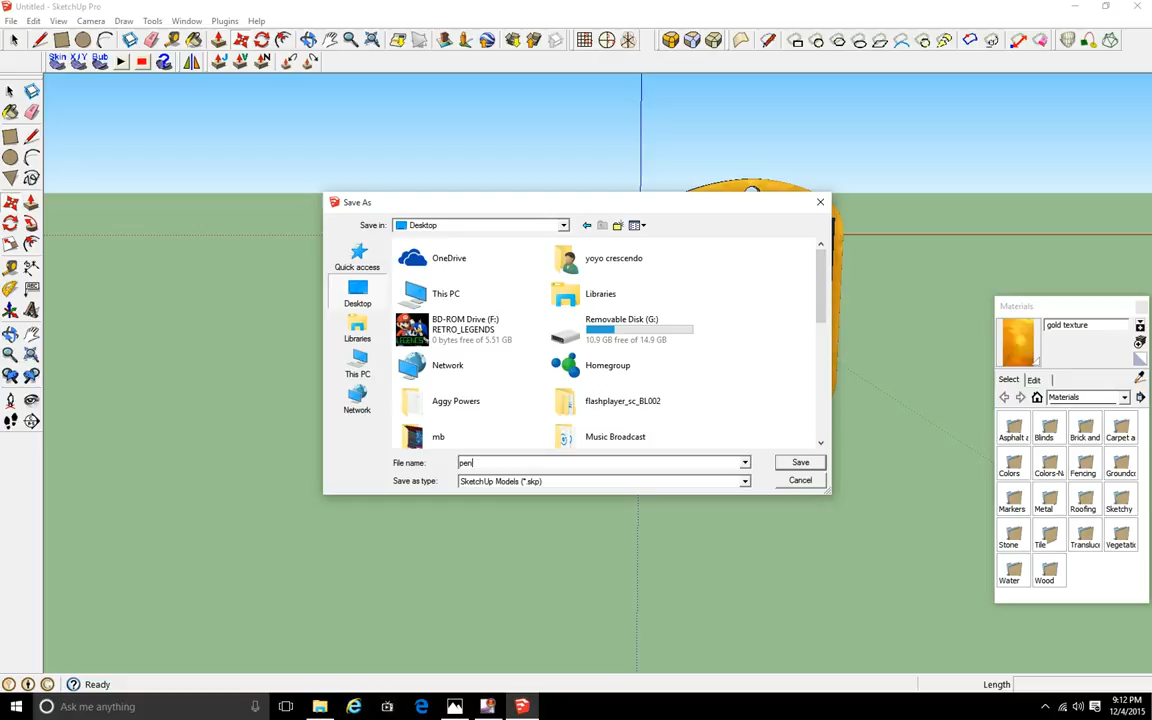 Untitled - SketchUp Pro
File Edit View Camera Draw Tools Window Plugins Help
Skin X/Y Bub
Save As
Save in: Desktop
Quick access
Desktop
Libraries
This PC
Network
OneDrive
yoyo crescendo
This PC
Libraries
BD-ROM Drive (F:)
RETRO_LEGENDS
0 bytes free of 5.51 GB
Removable Disk (G:)
10.9 GB free of 14.9 GB
Network
Homegroup
Aggy Powers
flashplayer_sc_BL002
mb
Music Broadcast
File name: pen
Save
Save as type: SketchUp Models (*.skp)
Cancel
Materials
gold texture
Select Edit
Materials
Asphalt a Blinds Brick and Carpet a
Colors Colors-N Fencing Groundc
Markers Metal Roofing Sketchy
Stone Tile Transluc Vegetati
Water Wood
Ready
Length
Ask me anything
9:12 PM
12/4/2015